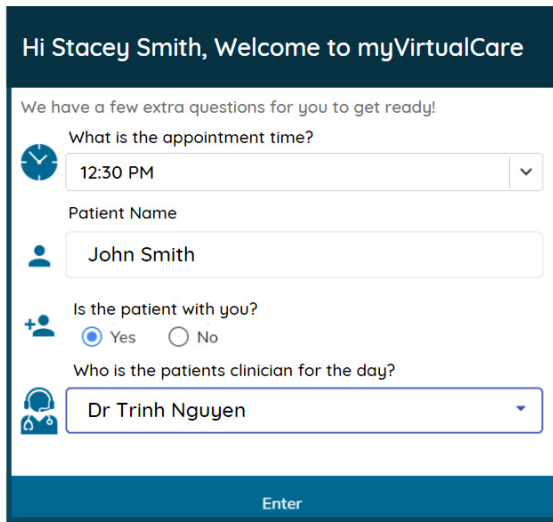 Hi Stacey Smith, Welcome to myVirtualCare
We have a few extra questions for you to get ready!
What is the appointment time?
12:30 PM
Patient Name
John Smith
Is the patient with you?
Yes No
Who is the patients clinician for the day?
Dr Trinh Nguyen
Enter